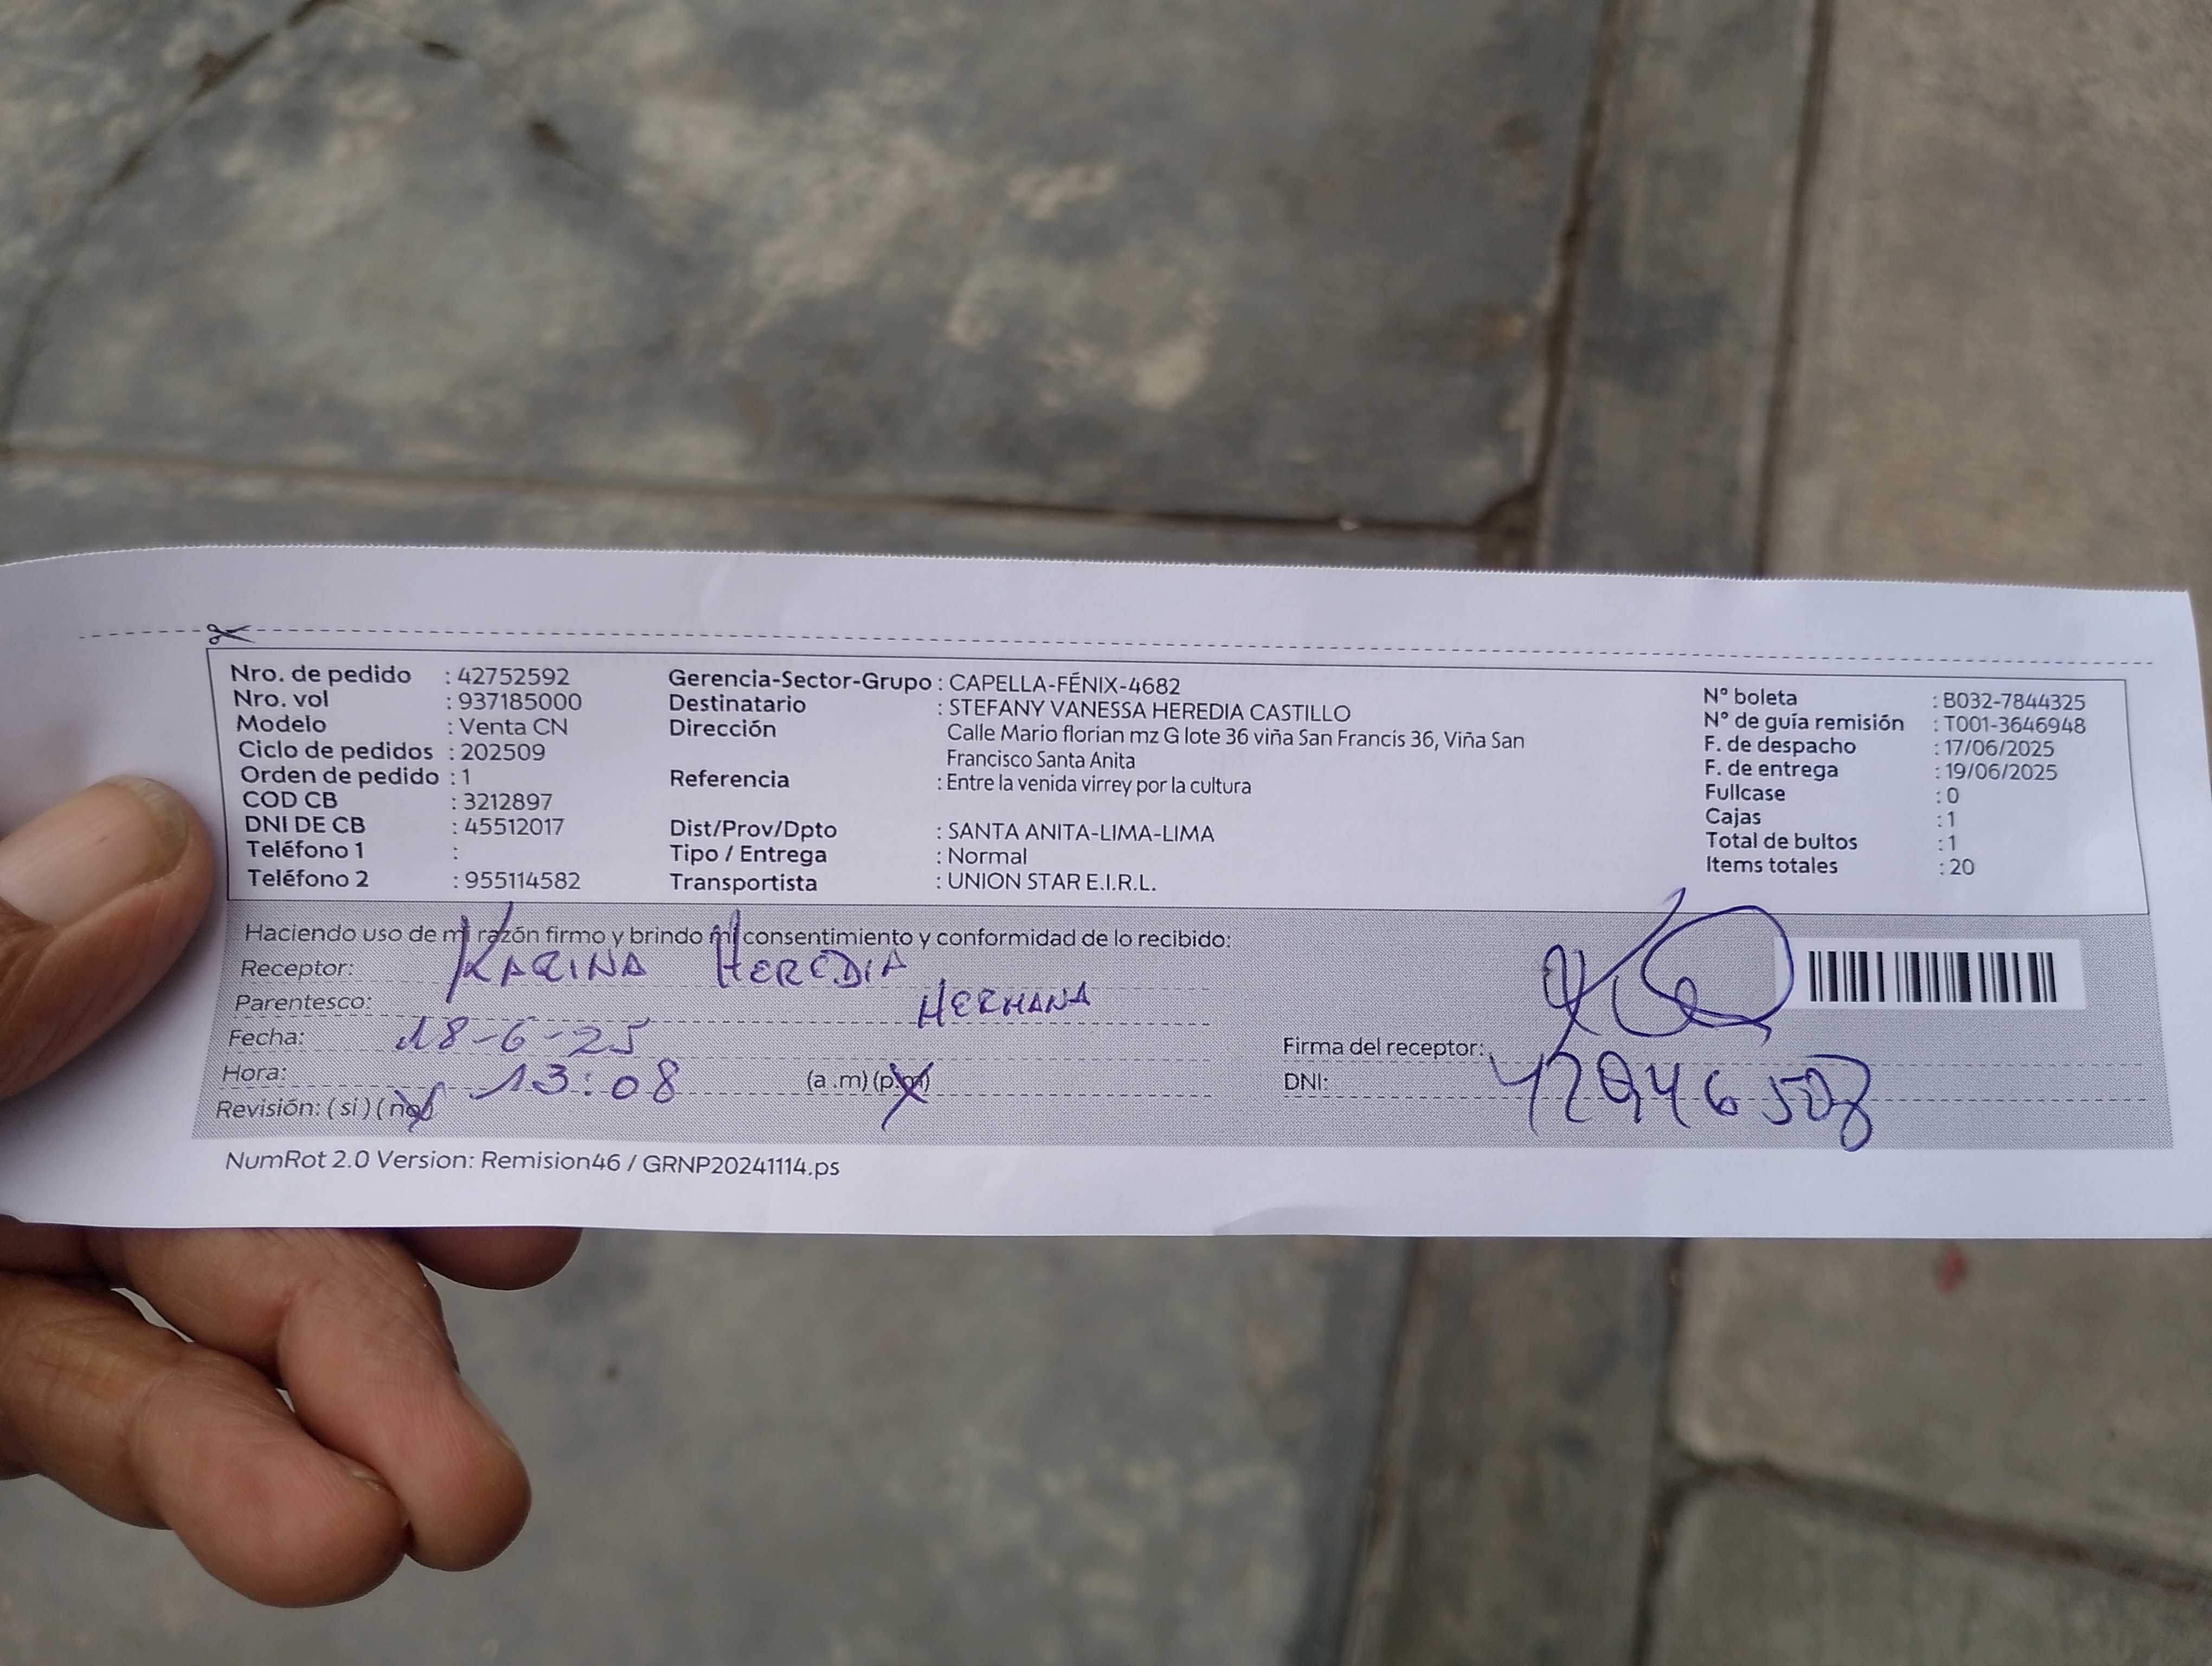 Nro. de pedido : 42752592
Nro. vol : 937185000
Modelo : Venta CN
Ciclo de pedidos : 202509
Orden de pedido : 1
COD CB : 3212897
DNI DE CB : 45512017
Teléfono 1 :
Teléfono 2 : 955114582
Gerencia-Sector-Grupo : CAPELLA-FÉNIX-4682
Destinatario : STEFANY VANESSA HEREDIA CASTILLO
Dirección Calle Mario florian mz G lote 36 viña San Francis 36, Viña San
Francisco Santa Anita
Referencia : Entre la venida virrey por la cultura
Dist/Prov/Dpto : SANTA ANITA-LIMA-LIMA
Tipo / Entrega : Normal
Transportista : UNION STAR E.I.R.L.
N° boleta : B032-7844325
N° de guía remisión : T001-3646948
F. de despacho : 17/06/2025
F. de entrega : 19/06/2025
Fullcase : 0
Cajas : 1
Total de bultos : 1
Items totales : 20
Haciendo uso de mi razón firmo y brindo mi consentimiento y conformidad de lo recibido:
Receptor: KARINA HEREDIA
Parentesco: HERMANA
Fecha: 18-6-25
Hora: 13:08 (a .m) (p.m)
Revisión: (si) (no)
Firma del receptor:
DNI:
NumRot 2.0 Version: Remision46 / GRNP20241114.ps